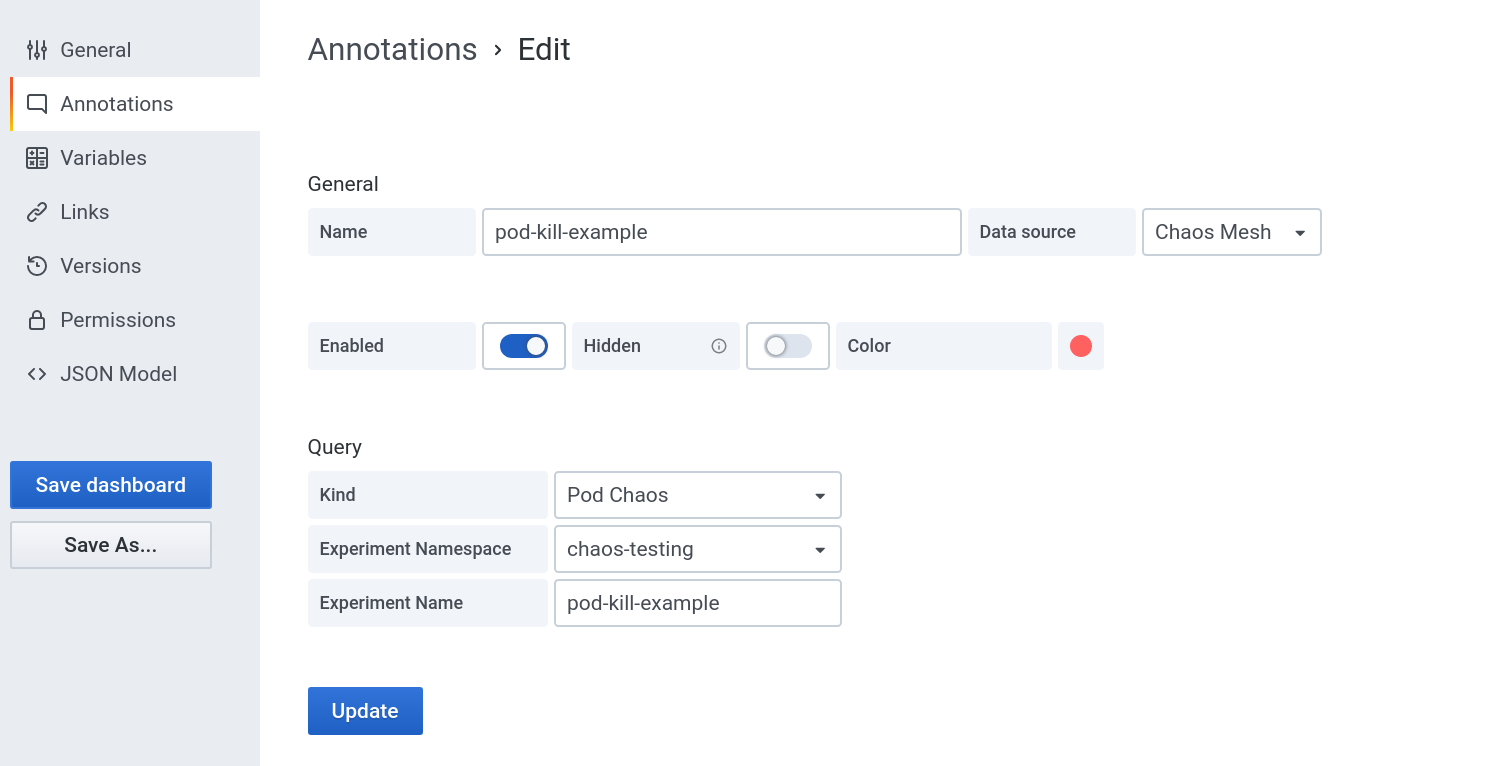 General
Annotations
Variables
Links
Versions
Permissions
JSON Model
Save dashboard
Save As...
Annotations › Edit
General
Name pod-kill-example Data source Chaos Mesh
Enabled Hidden Color
Query
Kind Pod Chaos
Experiment Namespace chaos-testing
Experiment Name pod-kill-example
Update